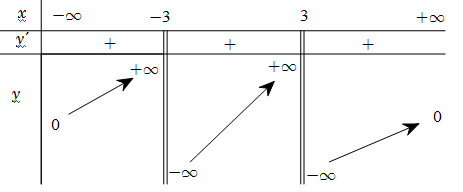 x −∞ −3 3 +∞
y′ + + +
+∞ +∞
y 0 0
−∞ −∞